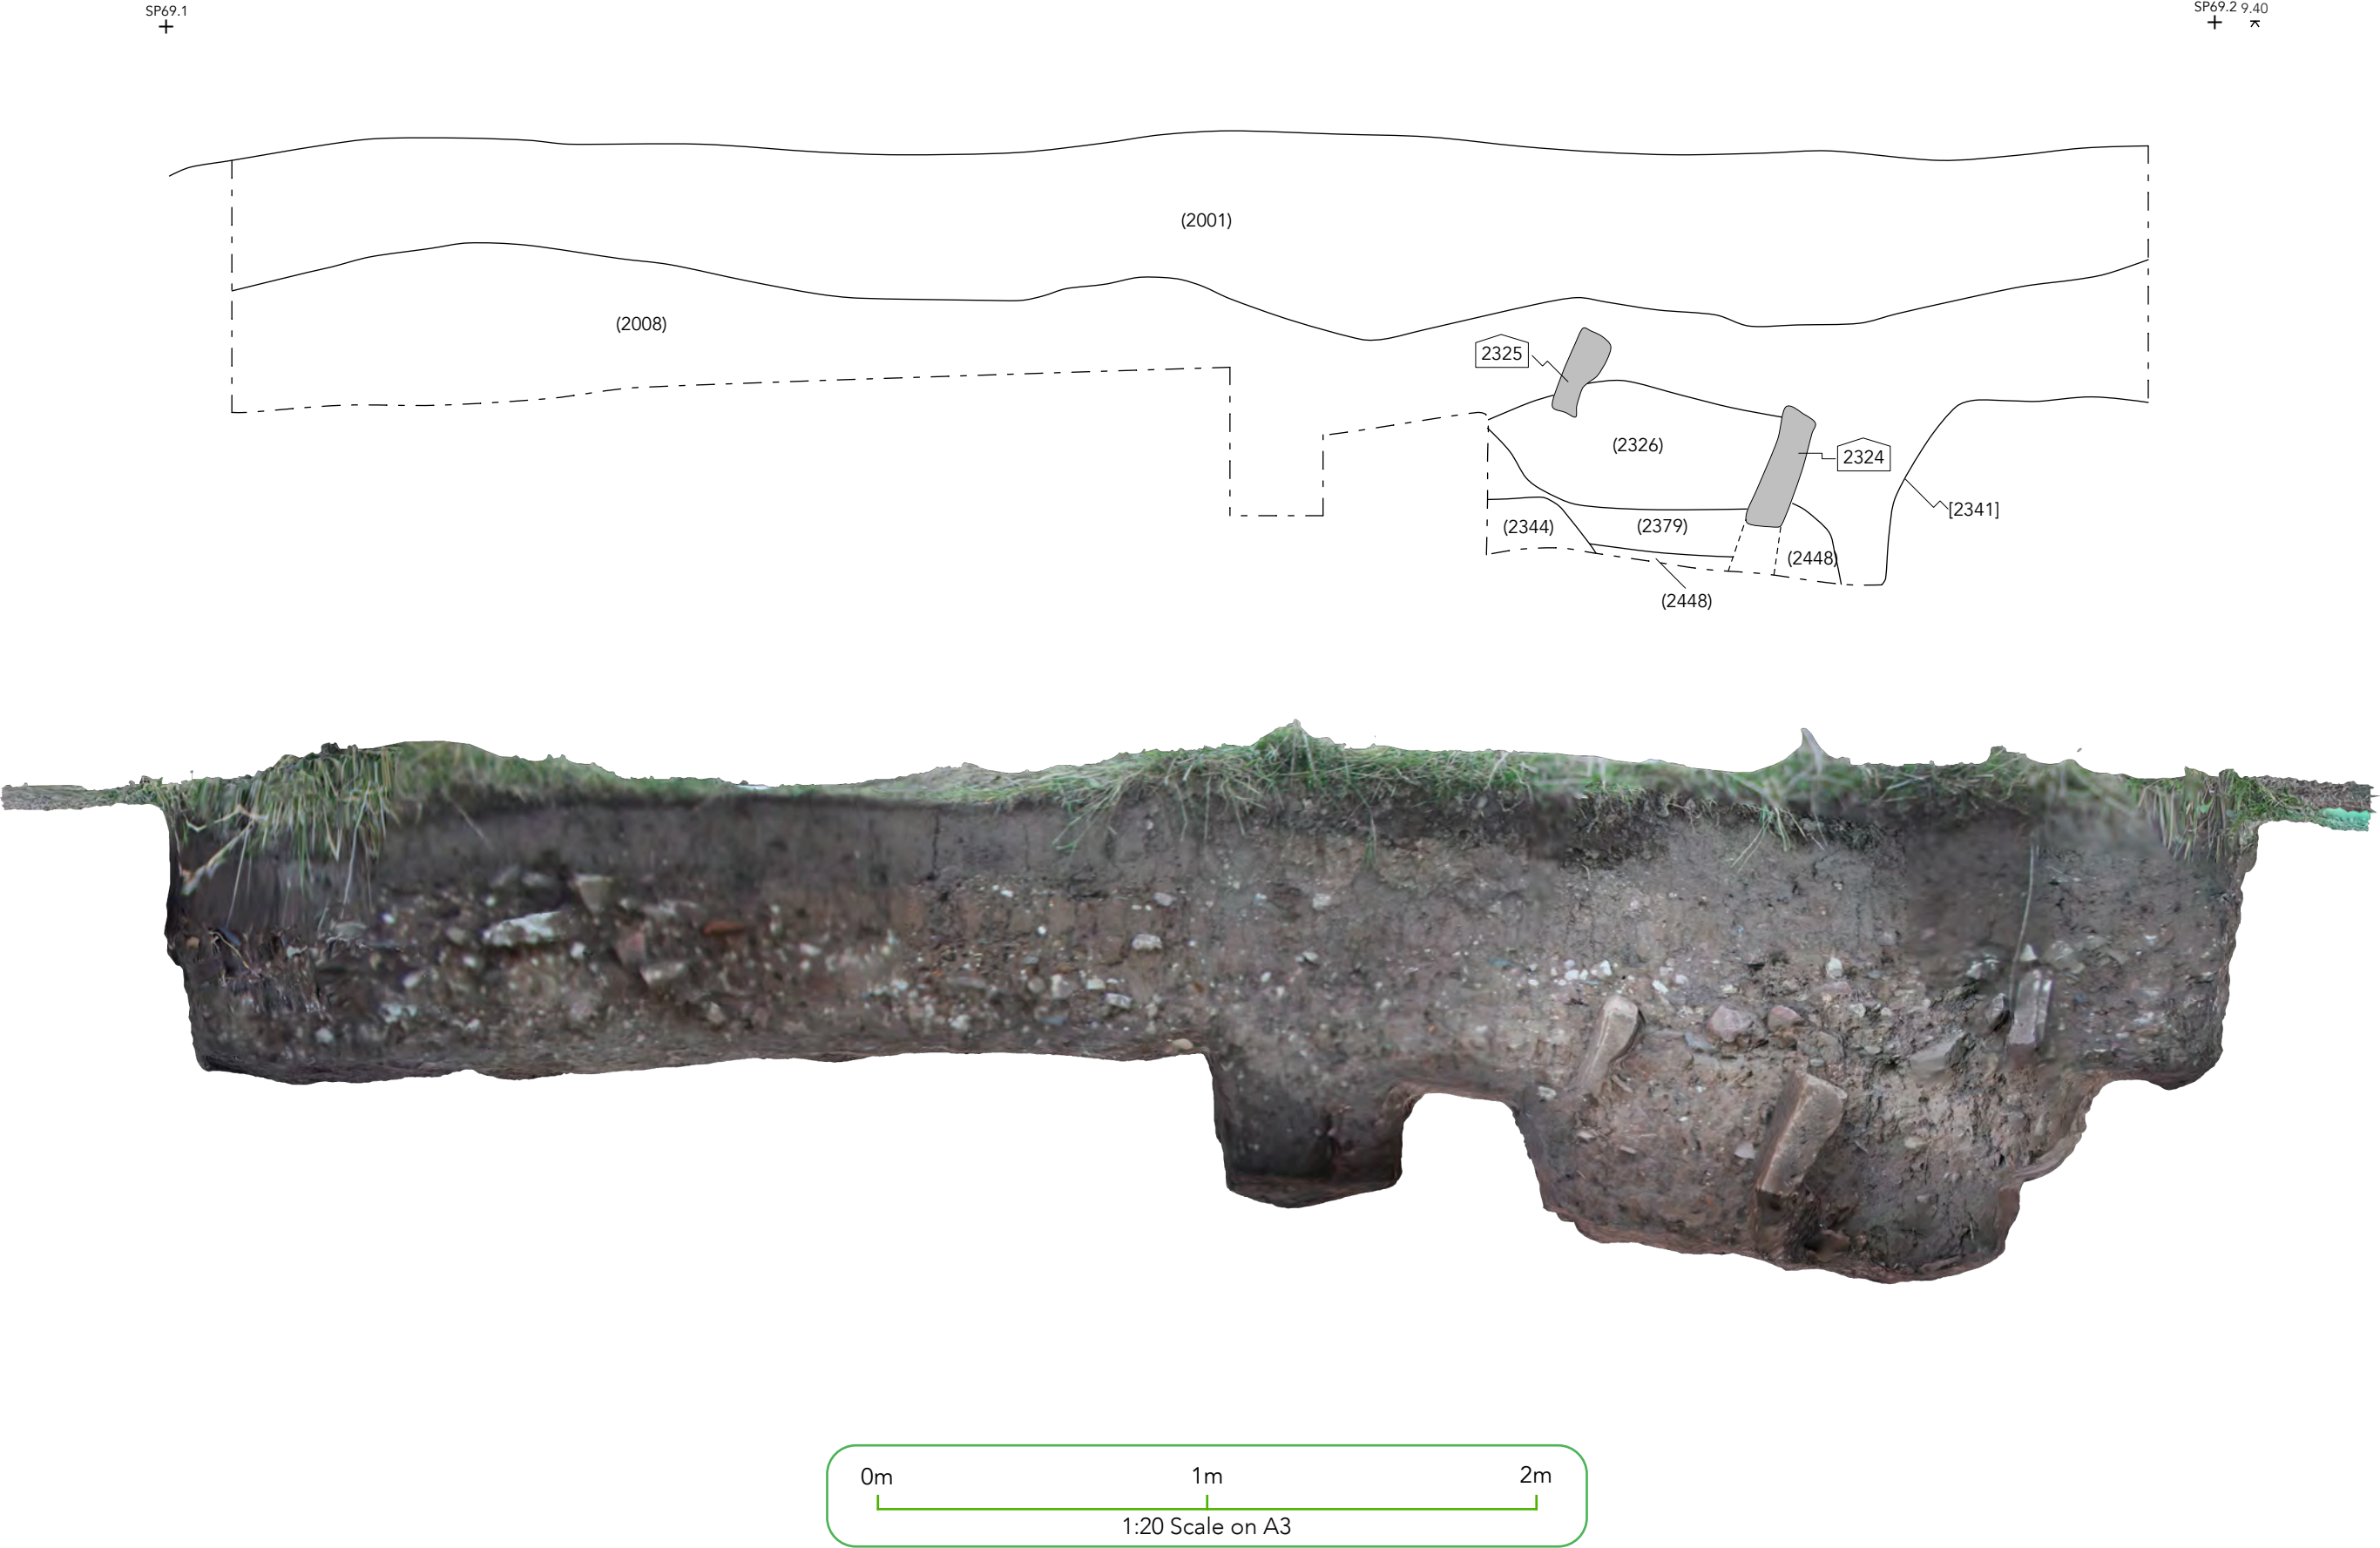 SP69.1
SP69.2 9.40
(2001)
(2008)
2325
(2326)
2324
[2341]
(2344)
(2379)
(2448)
(2448)
0m 1m 2m
1:20 Scale on A3